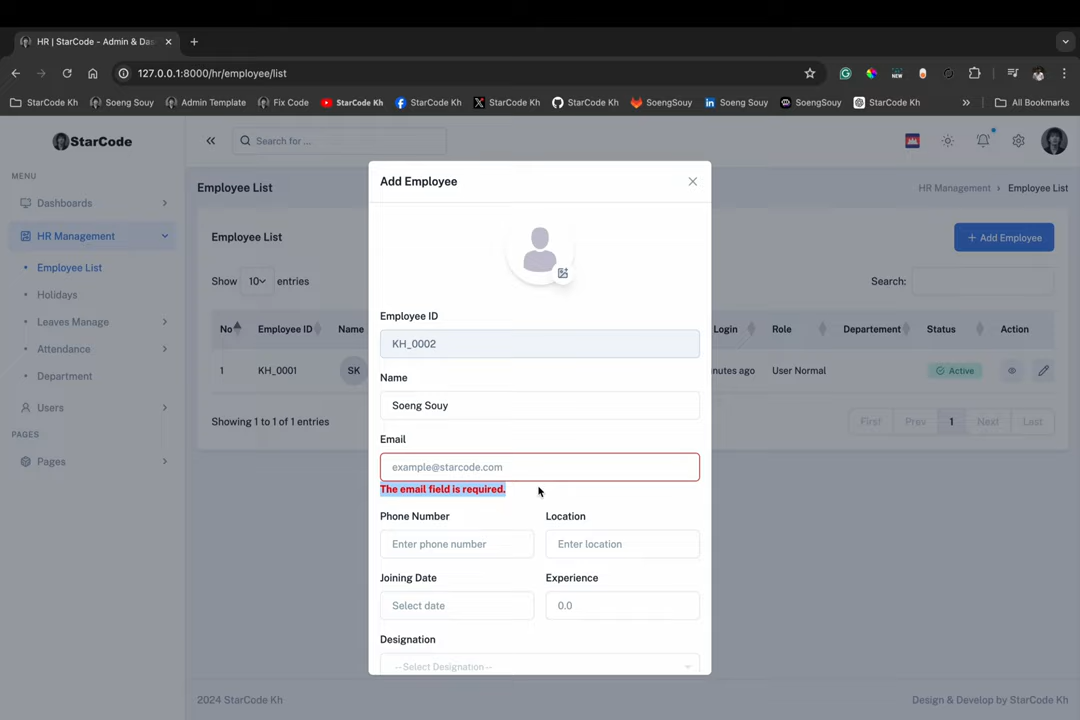 HR | StarCode - Admin & Das
127.0.0.1:8000/hr/employee/list
StarCode Kh
Soeng Souy
Admin Template
Fix Code
StarCode Kh
StarCode Kh
StarCode Kh
StarCode Kh
SoengSouy
Soeng Souy
SoengSouy
StarCode Kh
»
All Bookmarks
StarCode
Search for ...
MENU
Dashboards
HR Management
Employee List
Holidays
Leaves Manage
Attendance
Department
Users
PAGES
Pages
Employee List
HR Management
Employee List
Employee List
+ Add Employee
Show 10 entries
Search:
No
Employee ID
Name
Login
Role
Departement
Status
Action
1
KH_0001
SK
nutes ago
User Normal
Active
Showing 1 to 1 of 1 entries
First
Prev
1
Next
Last
Add Employee
Employee ID
KH_0002
Name
Soeng Souy
Email
example@starcode.com
The email field is required.
Phone Number
Location
Enter phone number
Enter location
Joining Date
Experience
Select date
0.0
Designation
--Select Designation--
2024 StarCode Kh
Design & Develop by StarCode Kh